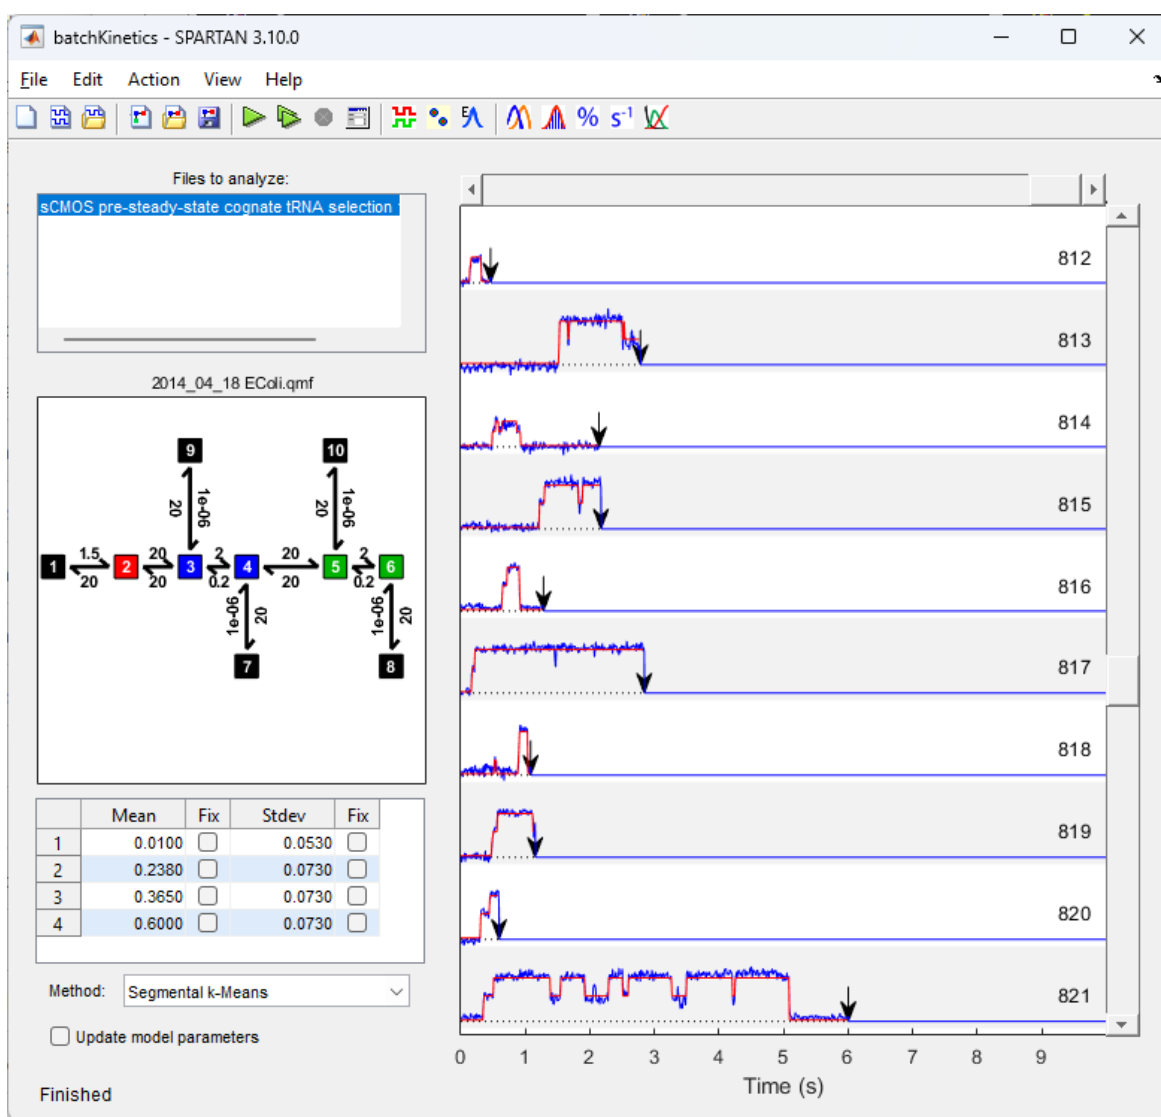 batchKinetics - SPARTAN 3.10.0
File Edit Action View Help
% s⁻¹
Files to analyze:
sCMOS pre-steady-state cognate tRNA selection
2014_04_18 EColi.qmf
9 10
20 1e-06 20 1e-06
1.5 20 2 20 2
1 2 3 4 5 6
20 20 0.2 20 0.2
1e-06 20 1e-06 20
7 8
Mean Fix Stdev Fix
1 0.0100 0.0530
2 0.2380 0.0730
3 0.3650 0.0730
4 0.6000 0.0730
Method: Segmental k-Means
Update model parameters
Finished
812
813
814
815
816
817
818
819
820
821
0 1 2 3 4 5 6 7 8 9
Time (s)